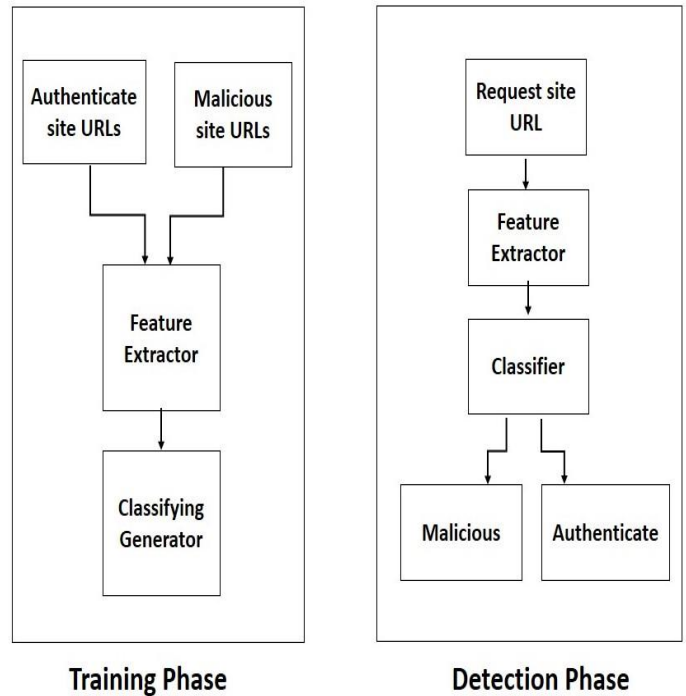 Authenticate
site URLs
Malicious
site URLs
Feature
Extractor
Classifying
Generator
Training Phase
Request site
URL
Feature
Extractor
Classifier
Malicious
Authenticate
Detection Phase